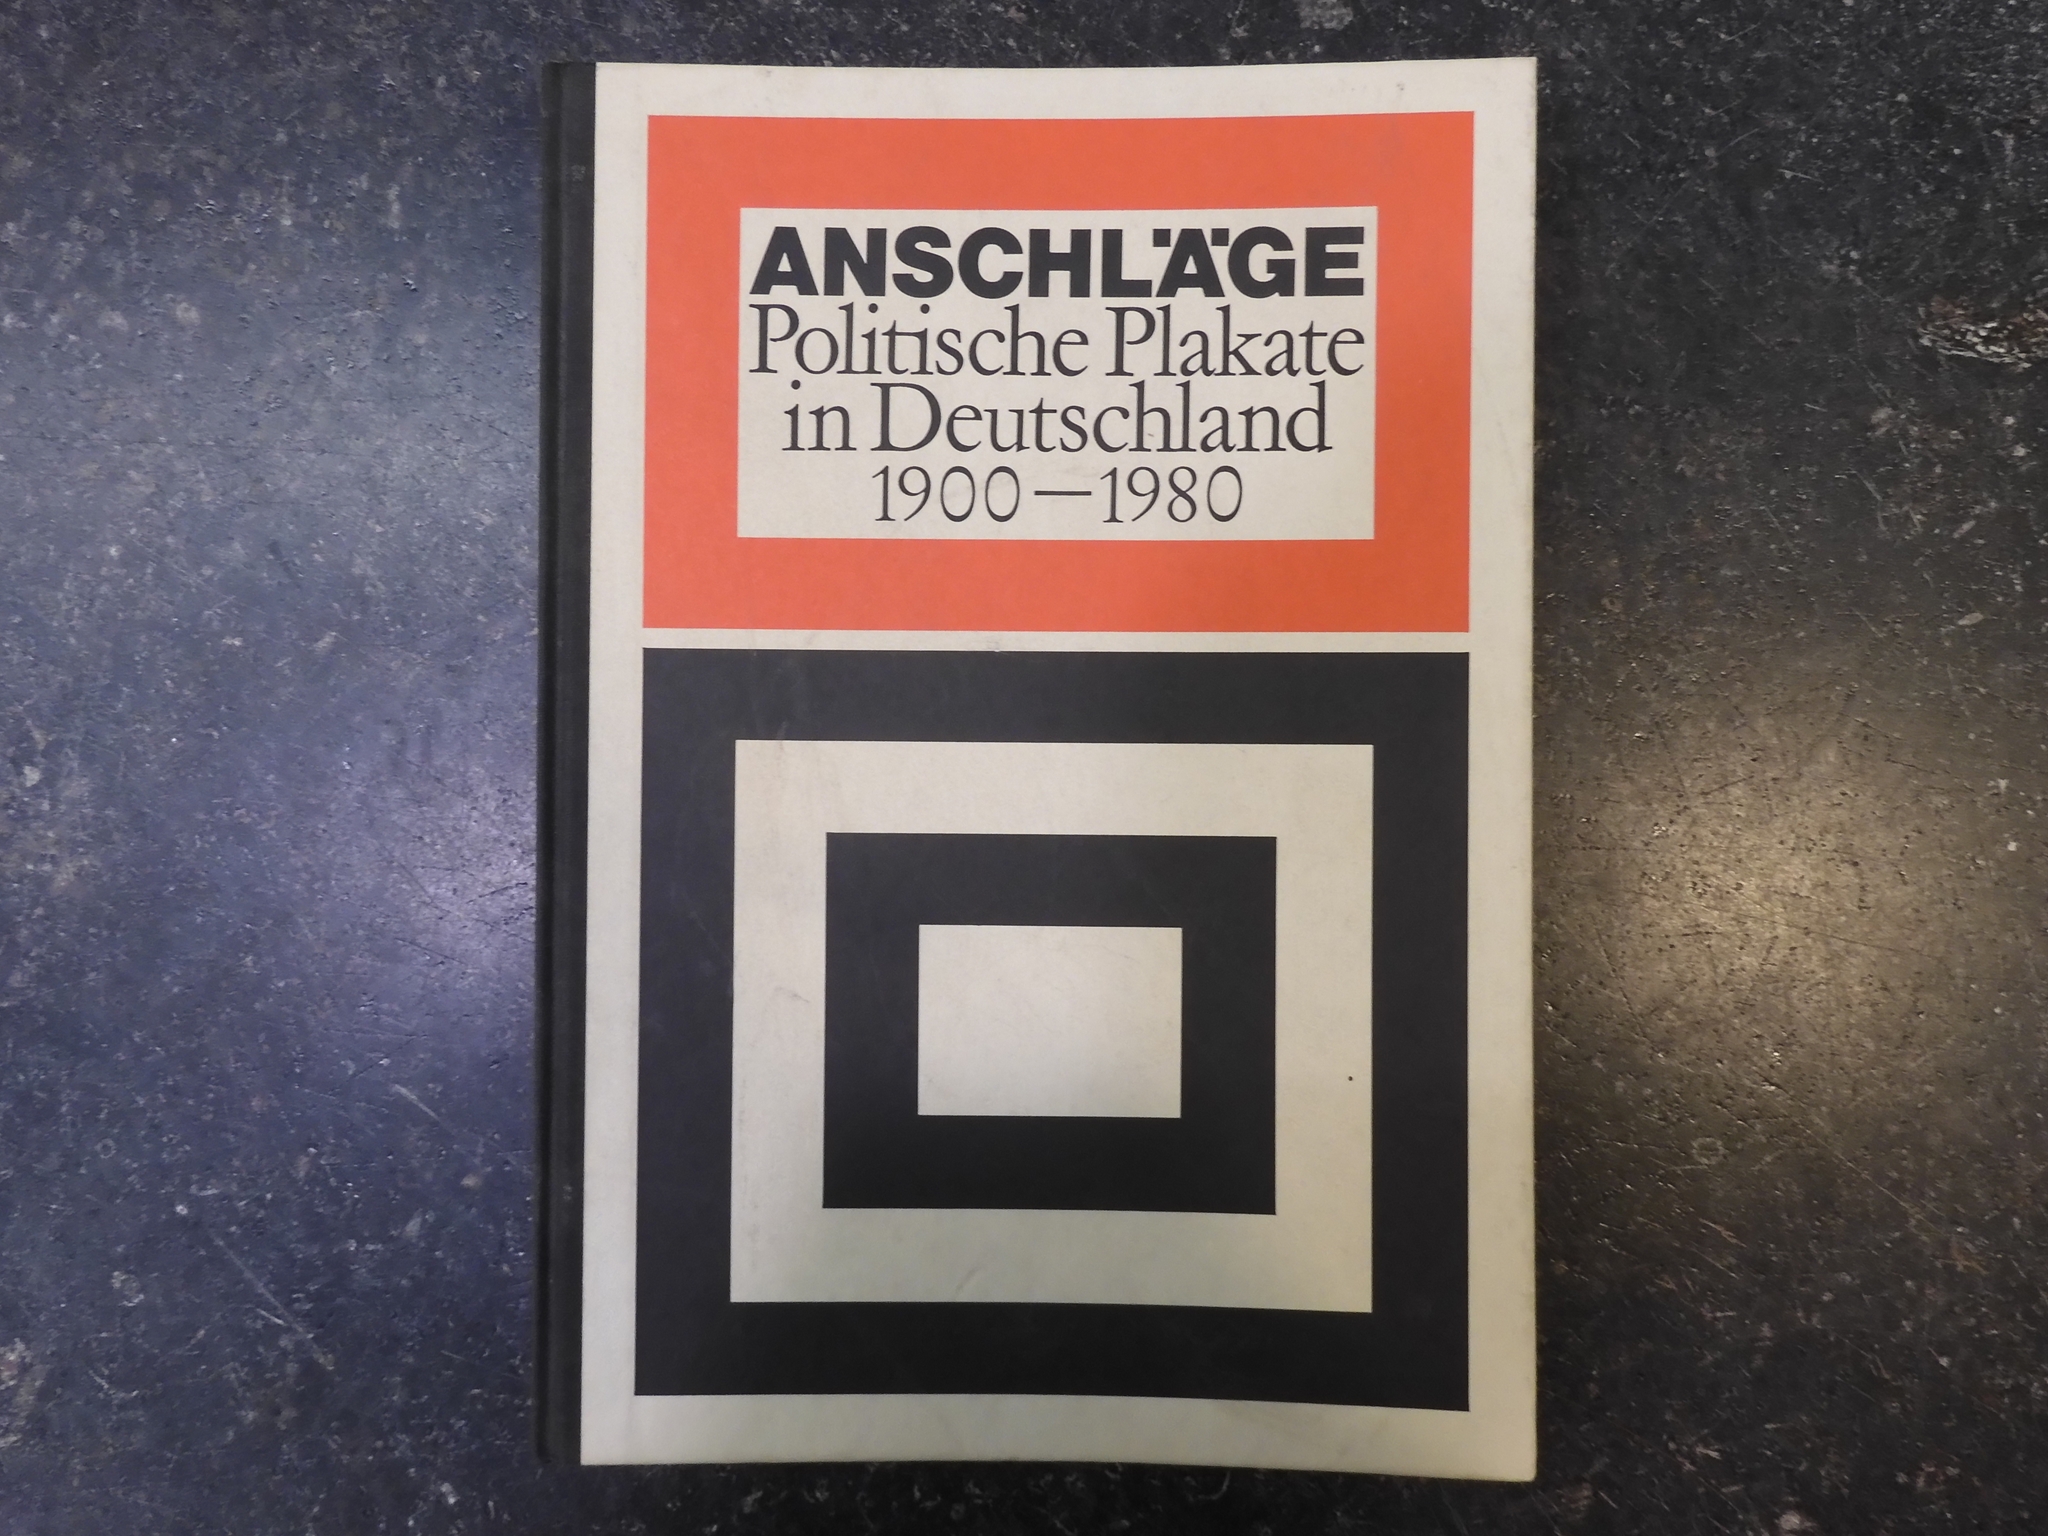 ANSCHLÄGE
Politische Plakate
in Deutschland
1900—1980